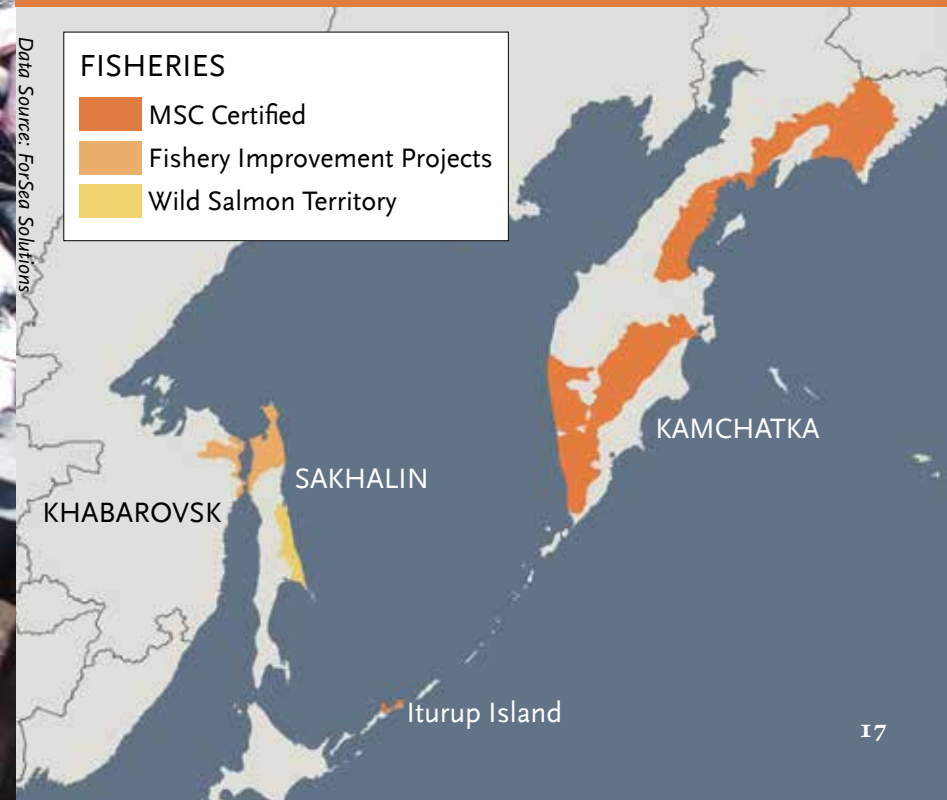 Data Source: ForSea Solutions
FISHERIES
MSC Certified
Fishery Improvement Projects
Wild Salmon Territory
KAMCHATKA
SAKHALIN
KHABAROVSK
Iturup Island
17